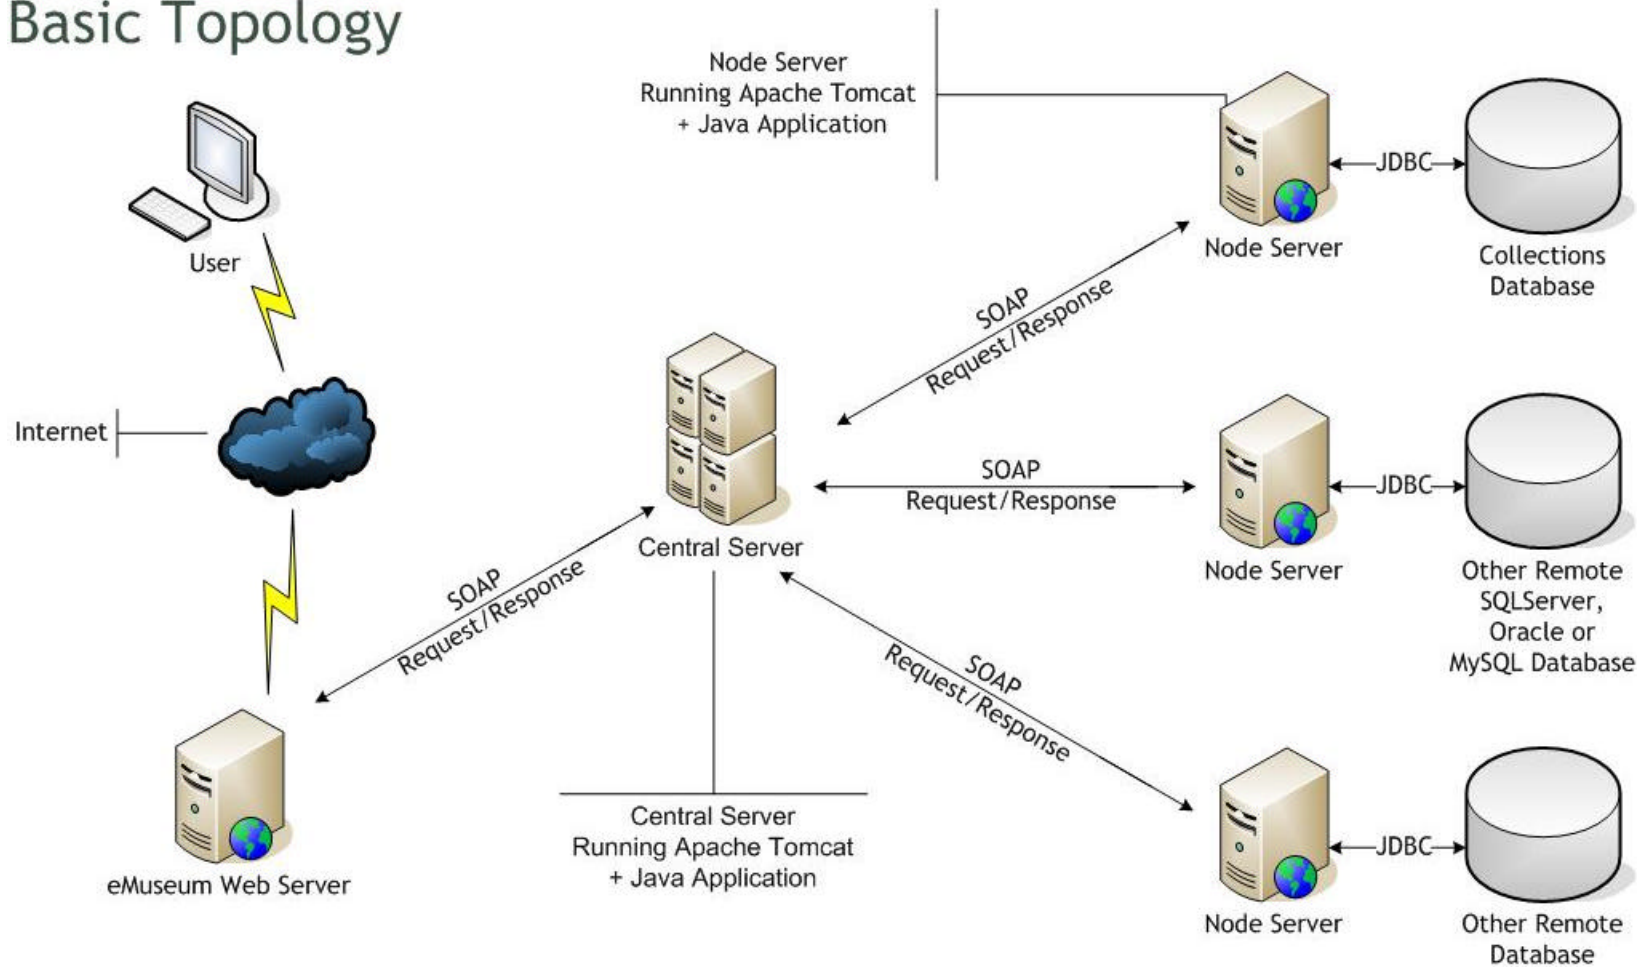 Basic Topology
Node Server
Running Apache Tomcat
+ Java Application
User
Internet
eMuseum Web Server
SOAP
Request/Response
Central Server
Central Server
Running Apache Tomcat
+ Java Application
SOAP
Request/Response
Node Server
JDBC
Collections
Database
SOAP
Request/Response
Node Server
JDBC
Other Remote
SQLServer,
Oracle or
MySQL Database
SOAP
Request/Response
Node Server
JDBC
Other Remote
Database